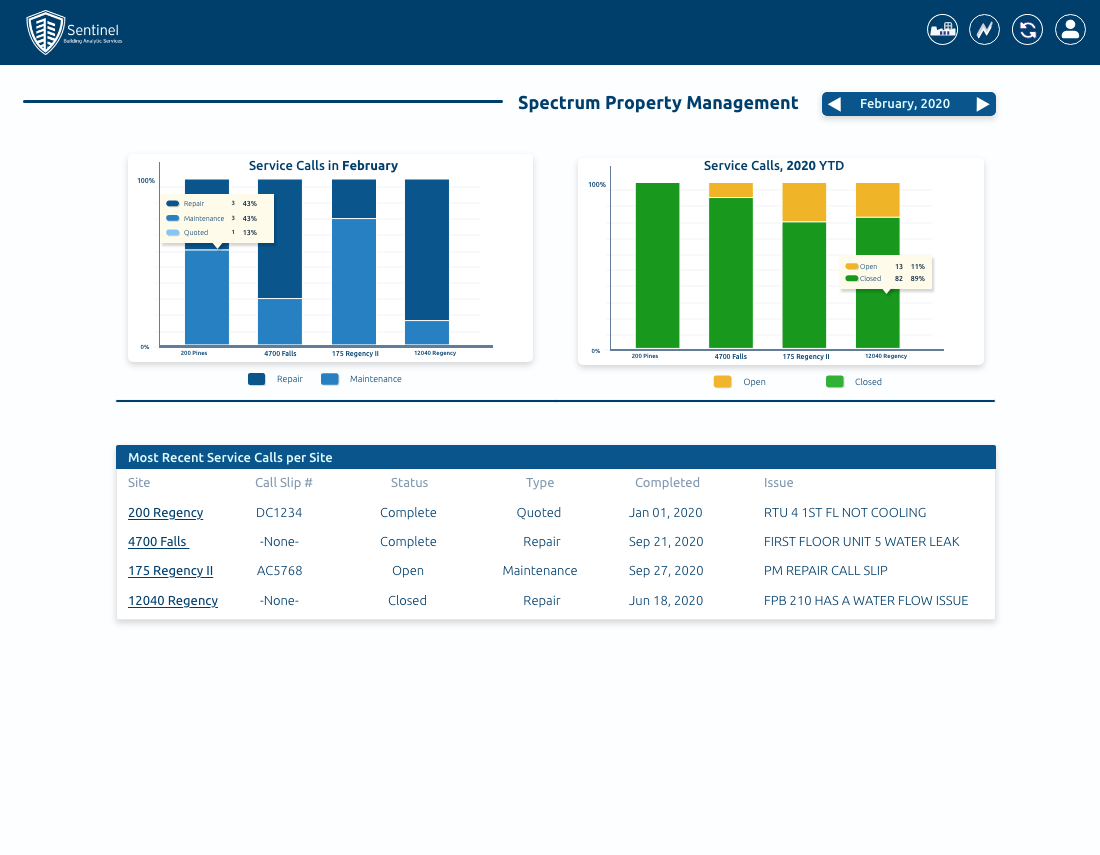 Sentinel
Building Analytic Services
Spectrum Property Management
February, 2020
Service Calls in February
100%
Repair 3 43%
Maintenance 3 43%
Quoted 1 13%
0%
200 Pines 4700 Falls 175 Regency II 12040 Regency
Repair Maintenance
Service Calls, 2020 YTD
100%
Open 13 11%
Closed 82 89%
0%
200 Pines 4700 Falls 175 Regency II 12040 Regency
Open Closed
Most Recent Service Calls per Site
Site Call Slip # Status Type Completed Issue
200 Regency DC1234 Complete Quoted Jan 01, 2020 RTU 4 1ST FL NOT COOLING
4700 Falls -None- Complete Repair Sep 21, 2020 FIRST FLOOR UNIT 5 WATER LEAK
175 Regency II AC5768 Open Maintenance Sep 27, 2020 PM REPAIR CALL SLIP
12040 Regency -None- Closed Repair Jun 18, 2020 FPB 210 HAS A WATER FLOW ISSUE